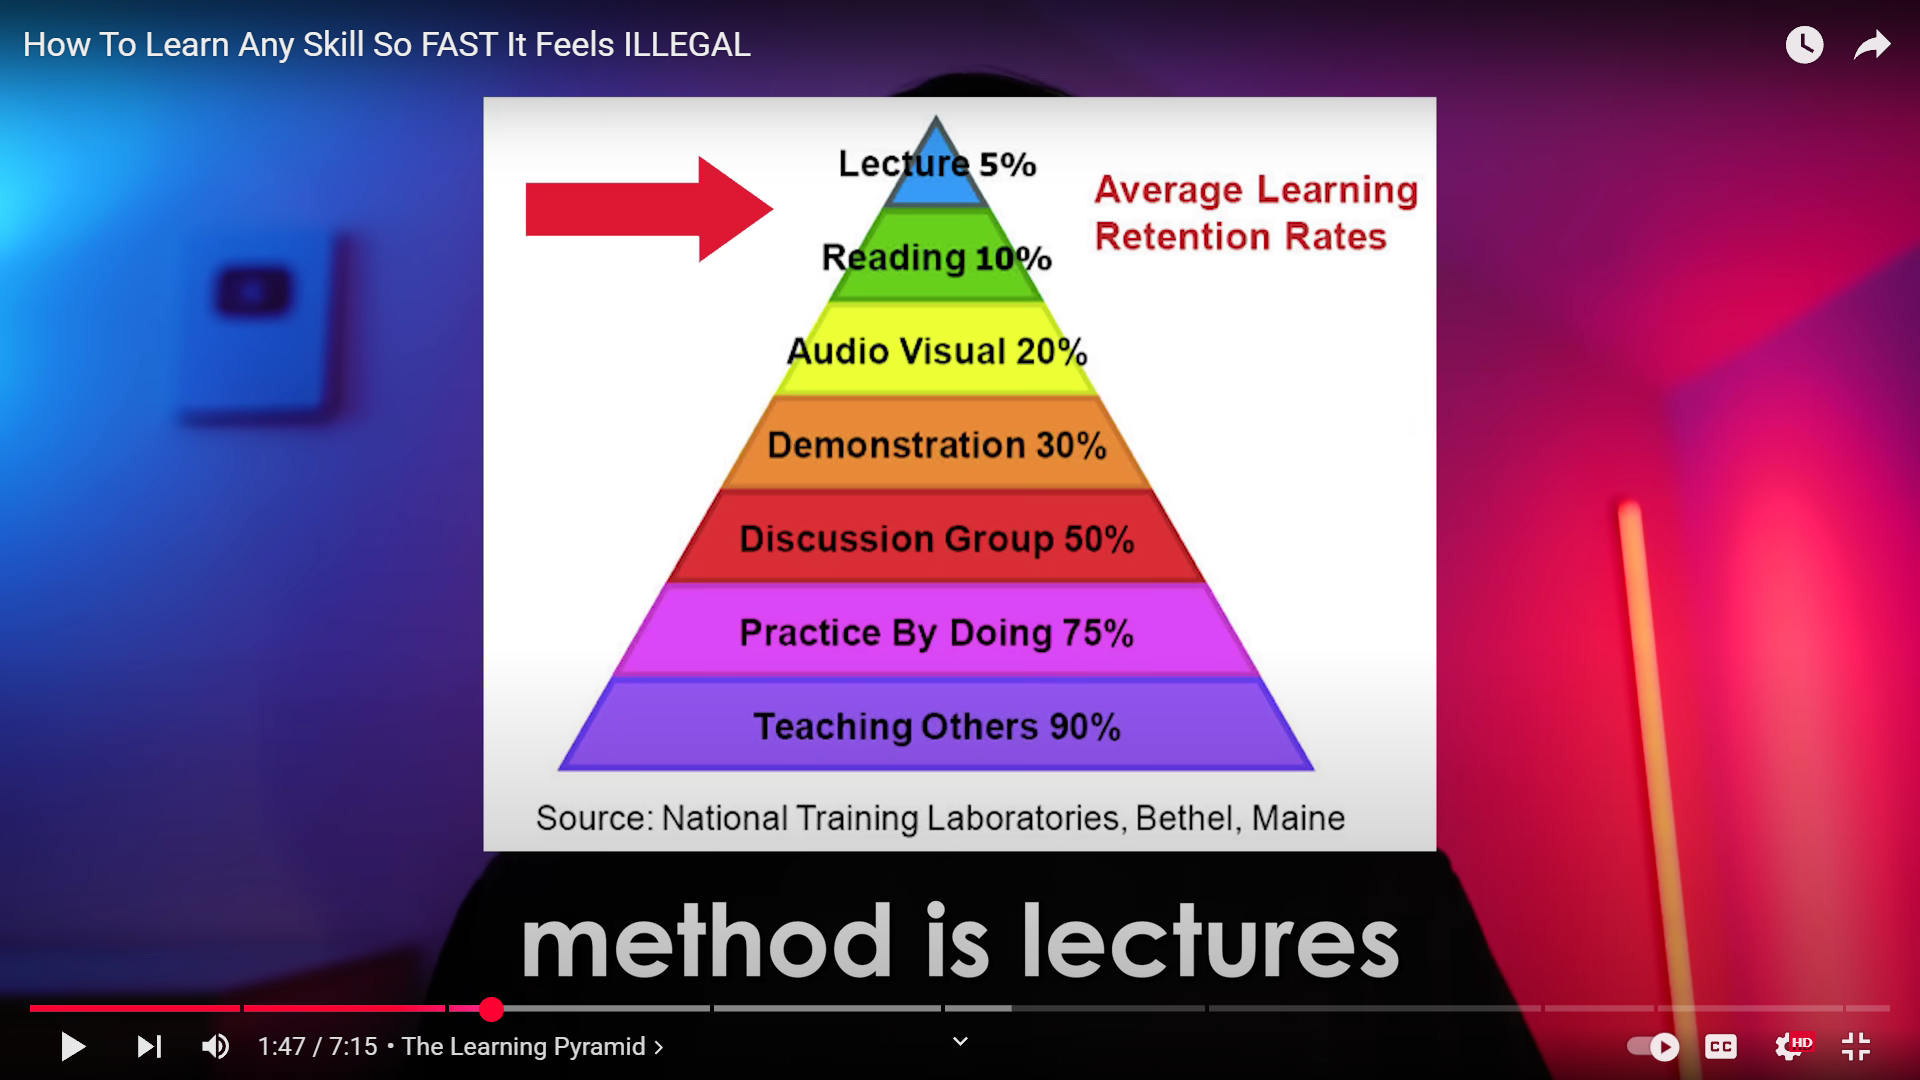 How To Learn Any Skill So FAST It Feels ILLEGAL
Lecture 5%
Average Learning
Retention Rates
Reading 10%
Audio Visual 20%
Demonstration 30%
Discussion Group 50%
Practice By Doing 75%
Teaching Others 90%
Source: National Training Laboratories, Bethel, Maine
method is lectures
1:47 / 7:15 • The Learning Pyramid
CC
HD